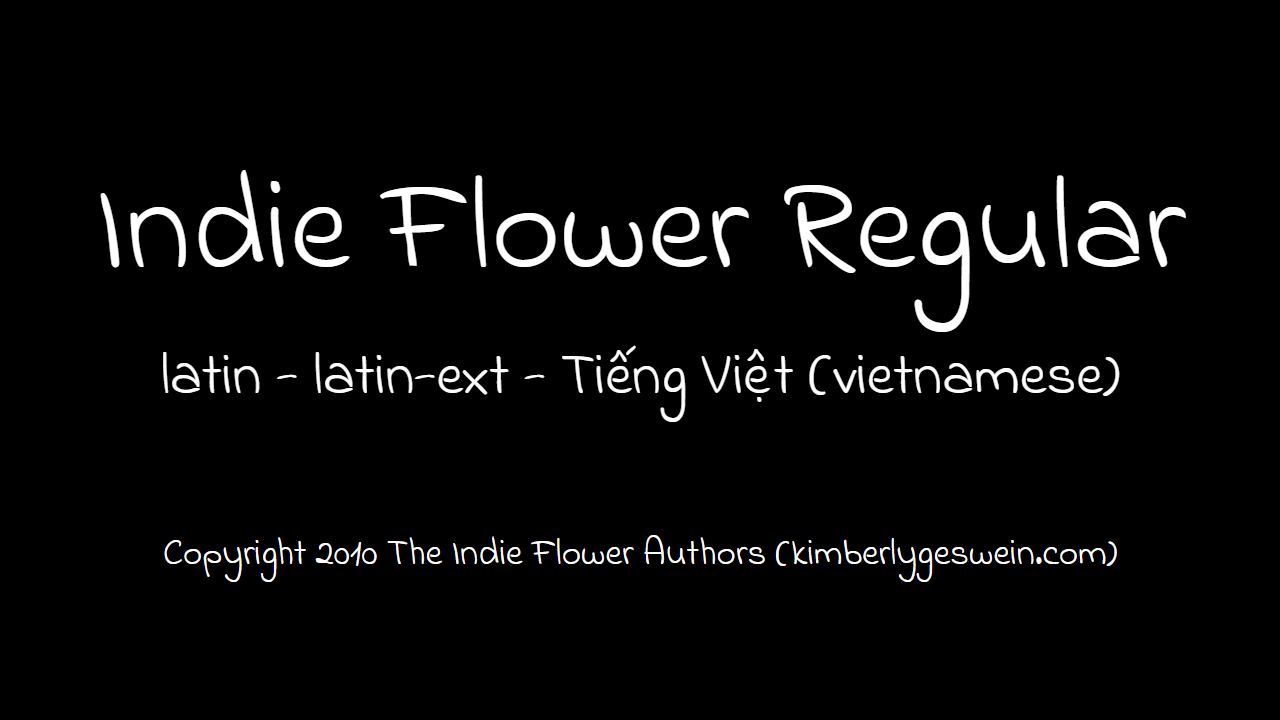 Indie Flower Regular
latin - latin-ext - Tiếng Việt (vietnamese)
Copyright 2010 The Indie Flower Authors (kimberlygeswein.com)